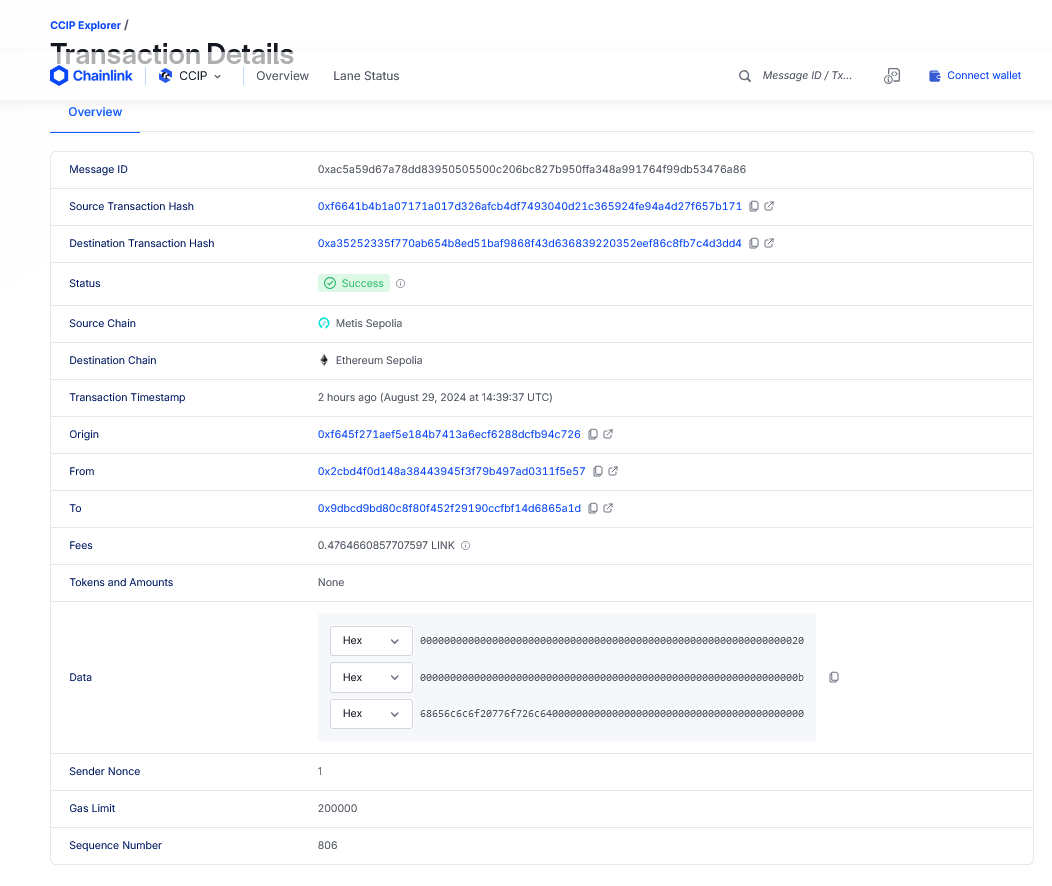 CCIP Explorer /
Transaction Details
Chainlink CCIP Overview Lane Status Message ID / Tx... Connect wallet
Overview
Message ID 0xac5a59d67a78dd83950505500c206bc827b950ffa348a991764f99db53476a86
Source Transaction Hash 0xf6641b4b1a07171a017d326afcb4df7493040d21c365924fe94a4d27f657b171
Destination Transaction Hash 0xa35252335f770ab654b8ed51baf9868f43d636839220352eef86c8fb7c4d3dd4
Status Success
Source Chain Metis Sepolia
Destination Chain Ethereum Sepolia
Transaction Timestamp 2 hours ago (August 29, 2024 at 14:39:37 UTC)
Origin 0xf645f271aef5e184b7413a6ecf6288dcfb94c726
From 0x2cbd4f0d148a38443945f3f79b497ad0311f5e57
To 0x9dbcd9bd80c8f80f452f29190ccfbf14d6865a1d
Fees 0.4764660857707597 LINK
Tokens and Amounts None
Hex 0000000000000000000000000000000000000000000000000000000000000020
Data Hex 000000000000000000000000000000000000000000000000000000000000000b
Hex 68656c6c6f20776f726c64000000000000000000000000000000000000000000
Sender Nonce 1
Gas Limit 200000
Sequence Number 806